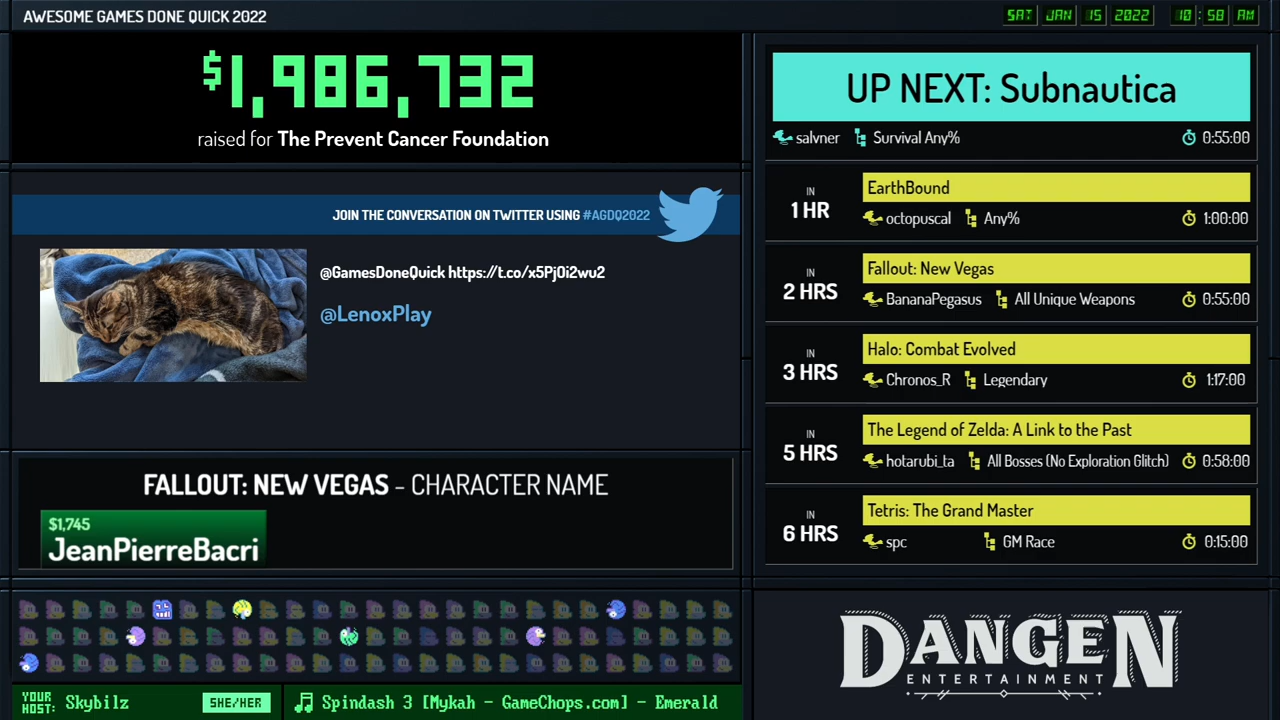 AWESOME GAMES DONE QUICK 2022
SAT JAN 15 2022 10:50 AM
$1,986,732
raised for The Prevent Cancer Foundation
JOIN THE CONVERSATION ON TWITTER USING #AGDQ2022
@GamesDoneQuick https://t.co/x5PjOi2wu2
@LenoxPlay
FALLOUT: NEW VEGAS - CHARACTER NAME
$1,745
JeanPierreBacri
YOUR HOST: Skybilz SHE/HER
Spindash 3 [Mykah - GameChops.com] - Emerald
UP NEXT: Subnautica
salvner Survival Any% 0:55:00
IN 1 HR
EarthBound
octopuscal Any% 1:00:00
IN 2 HRS
Fallout: New Vegas
BananaPegasus All Unique Weapons 0:55:00
IN 3 HRS
Halo: Combat Evolved
Chronos_R Legendary 1:17:00
IN 5 HRS
The Legend of Zelda: A Link to the Past
hotarubi_ta All Bosses (No Exploration Glitch) 0:58:00
IN 6 HRS
Tetris: The Grand Master
spc GM Race 0:15:00
DANGEN
ENTERTAINMENT